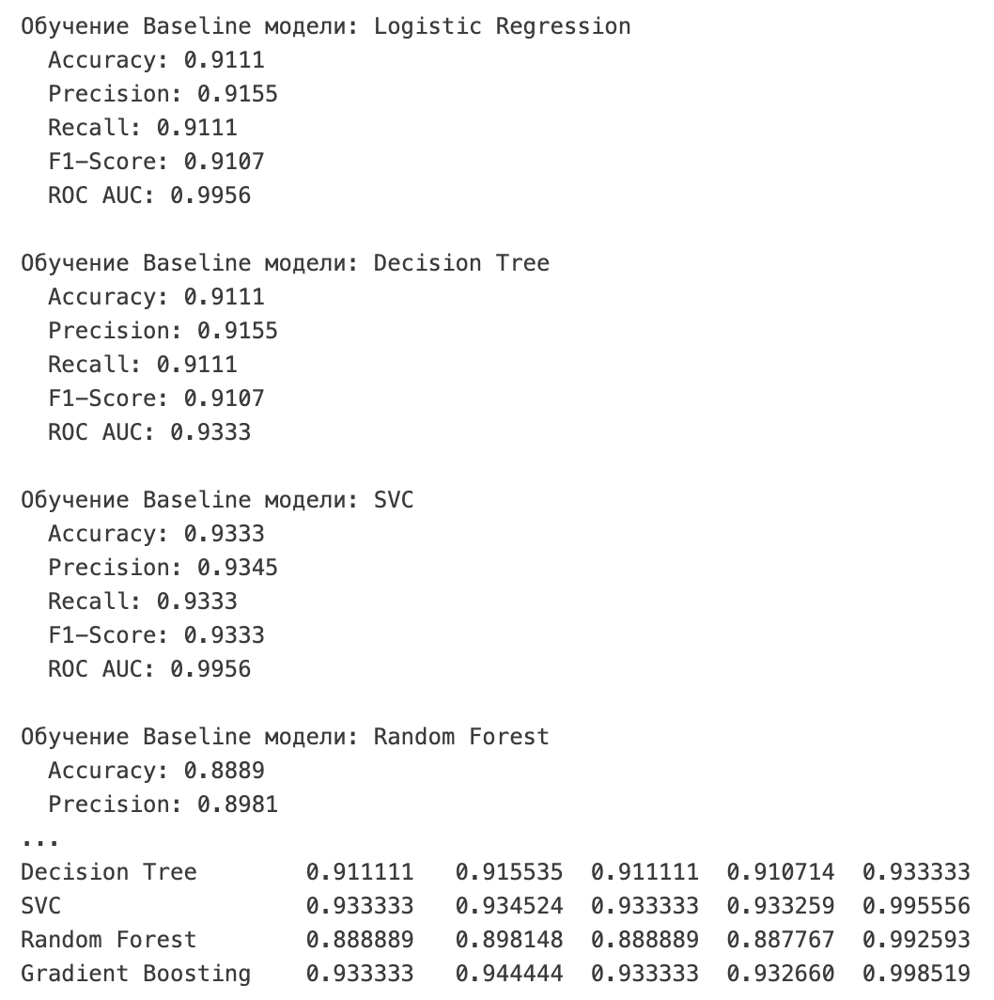 Обучение Baseline модели: Logistic Regression
  Accuracy: 0.9111
  Precision: 0.9155
  Recall: 0.9111
  F1-Score: 0.9107
  ROC AUC: 0.9956

Обучение Baseline модели: Decision Tree
  Accuracy: 0.9111
  Precision: 0.9155
  Recall: 0.9111
  F1-Score: 0.9107
  ROC AUC: 0.9333

Обучение Baseline модели: SVC
  Accuracy: 0.9333
  Precision: 0.9345
  Recall: 0.9333
  F1-Score: 0.9333
  ROC AUC: 0.9956

Обучение Baseline модели: Random Forest
  Accuracy: 0.8889
  Precision: 0.8981
...
Decision Tree        0.911111   0.915535  0.911111  0.910714  0.933333
SVC                  0.933333   0.934524  0.933333  0.933259  0.995556
Random Forest        0.888889   0.898148  0.888889  0.887767  0.992593
Gradient Boosting    0.933333   0.944444  0.933333  0.932660  0.998519